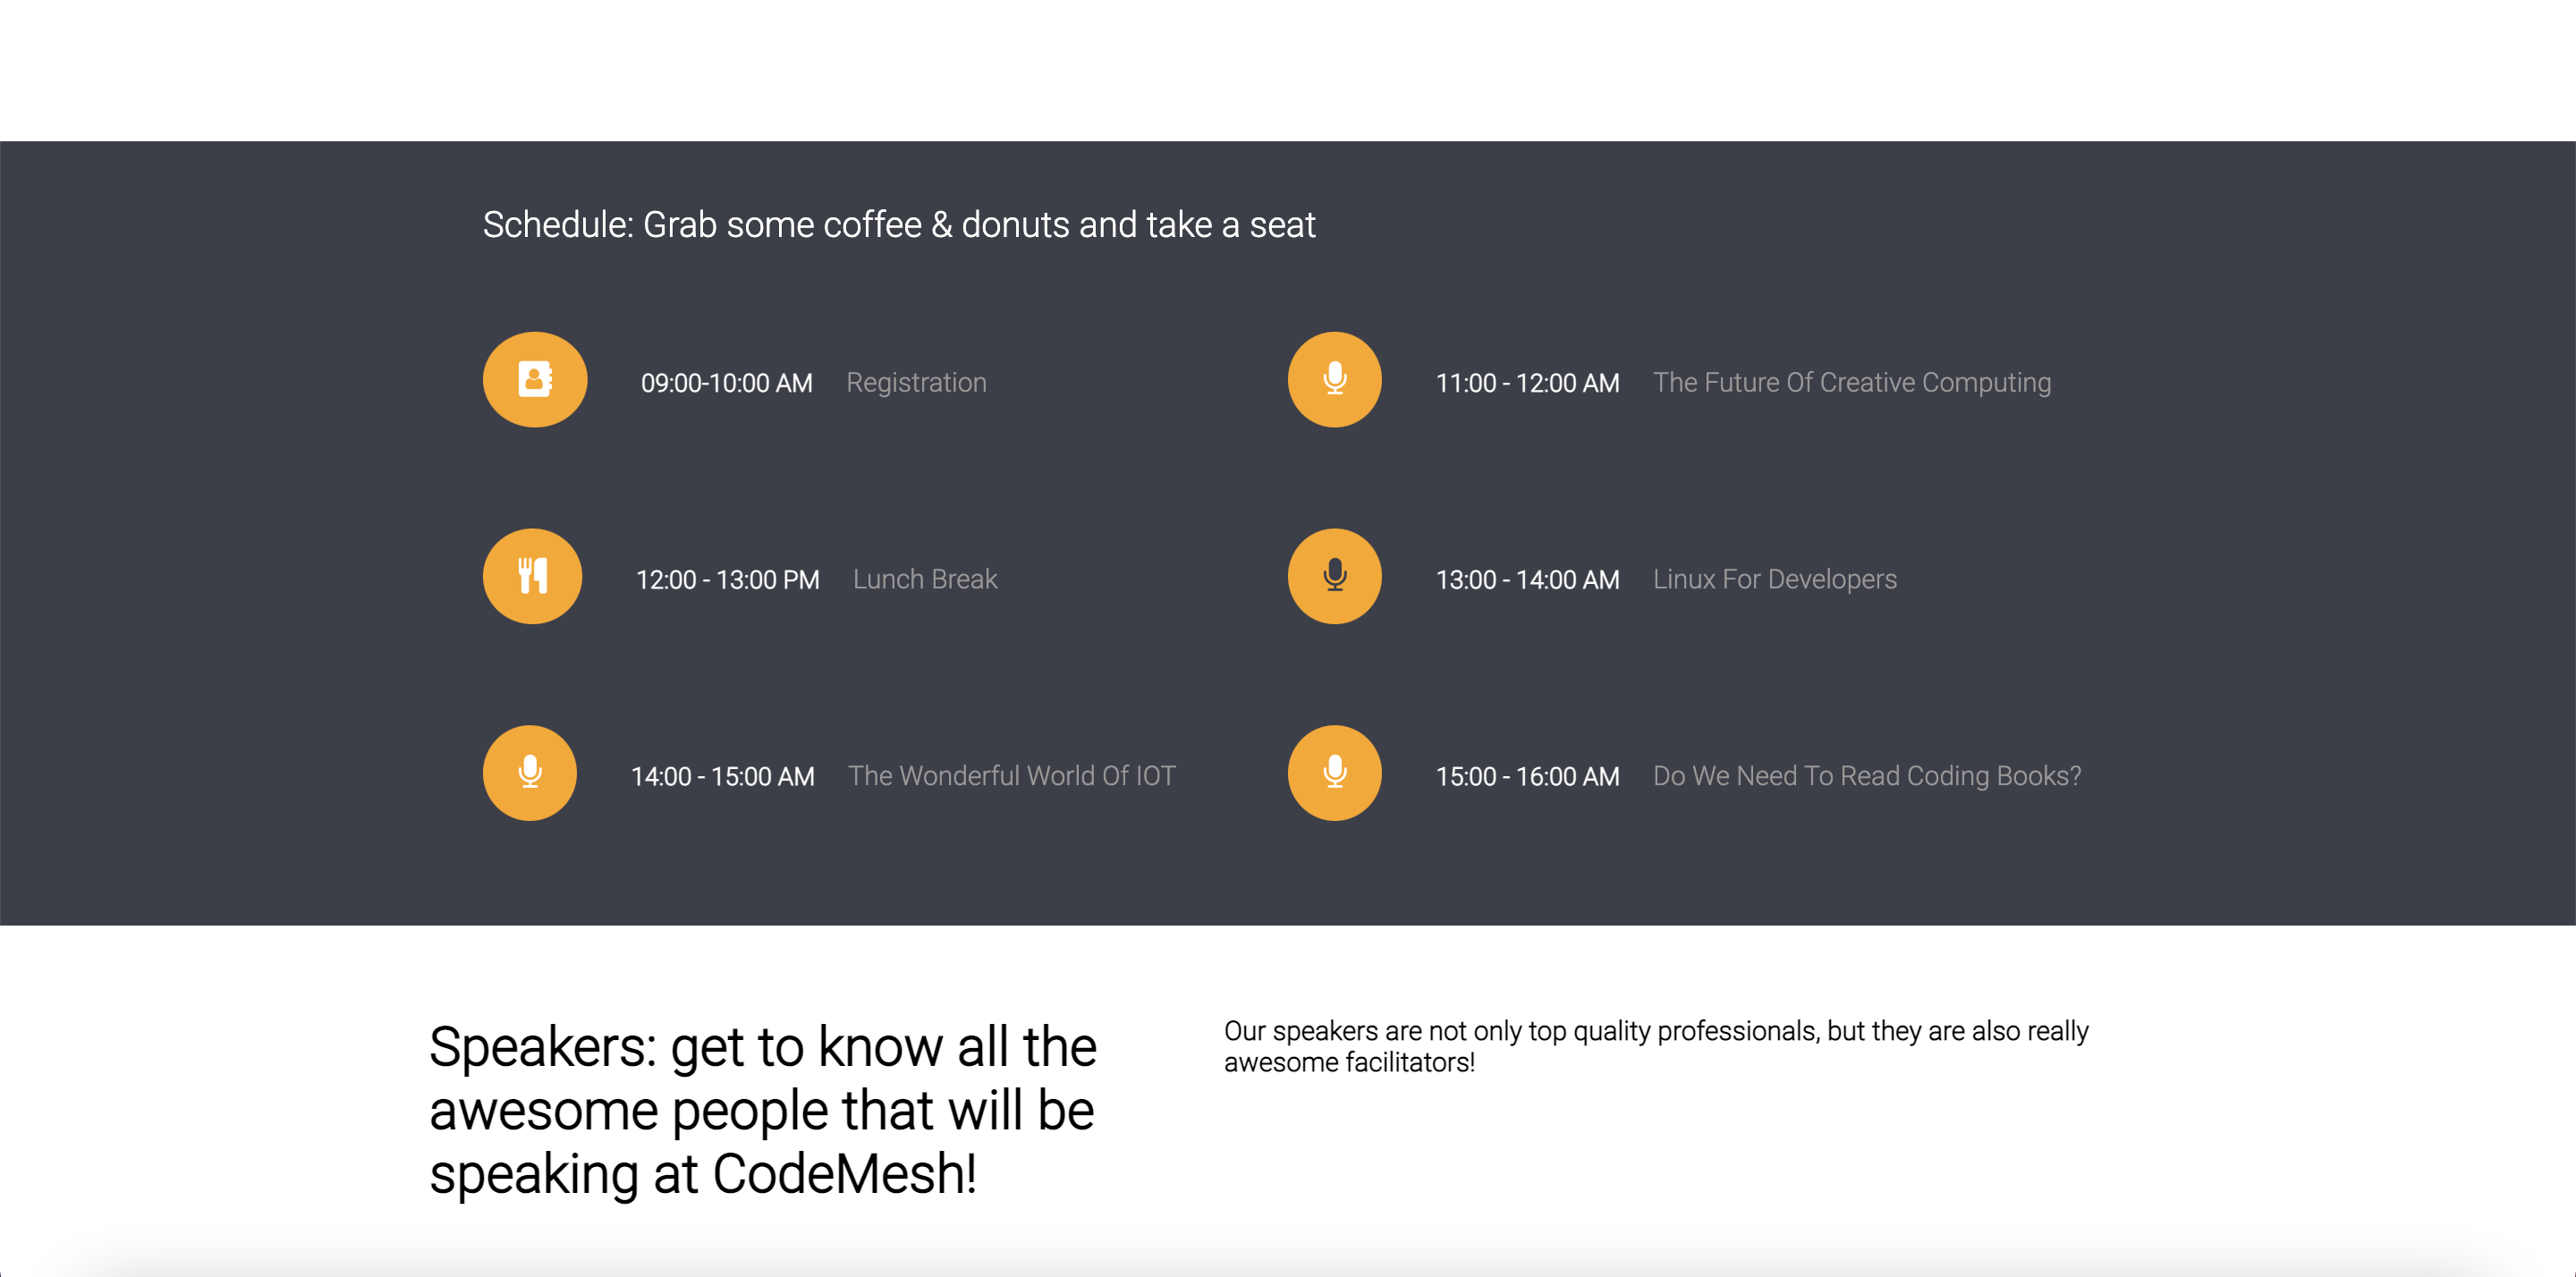 Schedule: Grab some coffee & donuts and take a seat
09:00-10:00 AM Registration
11:00 - 12:00 AM The Future Of Creative Computing
12:00 - 13:00 PM Lunch Break
13:00 - 14:00 AM Linux For Developers
14:00 - 15:00 AM The Wonderful World Of IOT
15:00 - 16:00 AM Do We Need To Read Coding Books?
Speakers: get to know all the
awesome people that will be
speaking at CodeMesh!
Our speakers are not only top quality professionals, but they are also really
awesome facilitators!